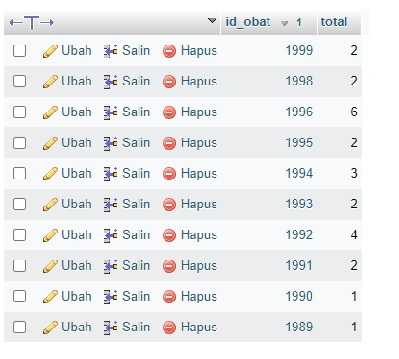 id_obat 1 total
Ubah Salin Hapus 1999 2
Ubah Salin Hapus 1998 2
Ubah Salin Hapus 1996 6
Ubah Salin Hapus 1995 2
Ubah Salin Hapus 1994 3
Ubah Salin Hapus 1993 2
Ubah Salin Hapus 1992 4
Ubah Salin Hapus 1991 2
Ubah Salin Hapus 1990 1
Ubah Salin Hapus 1989 1